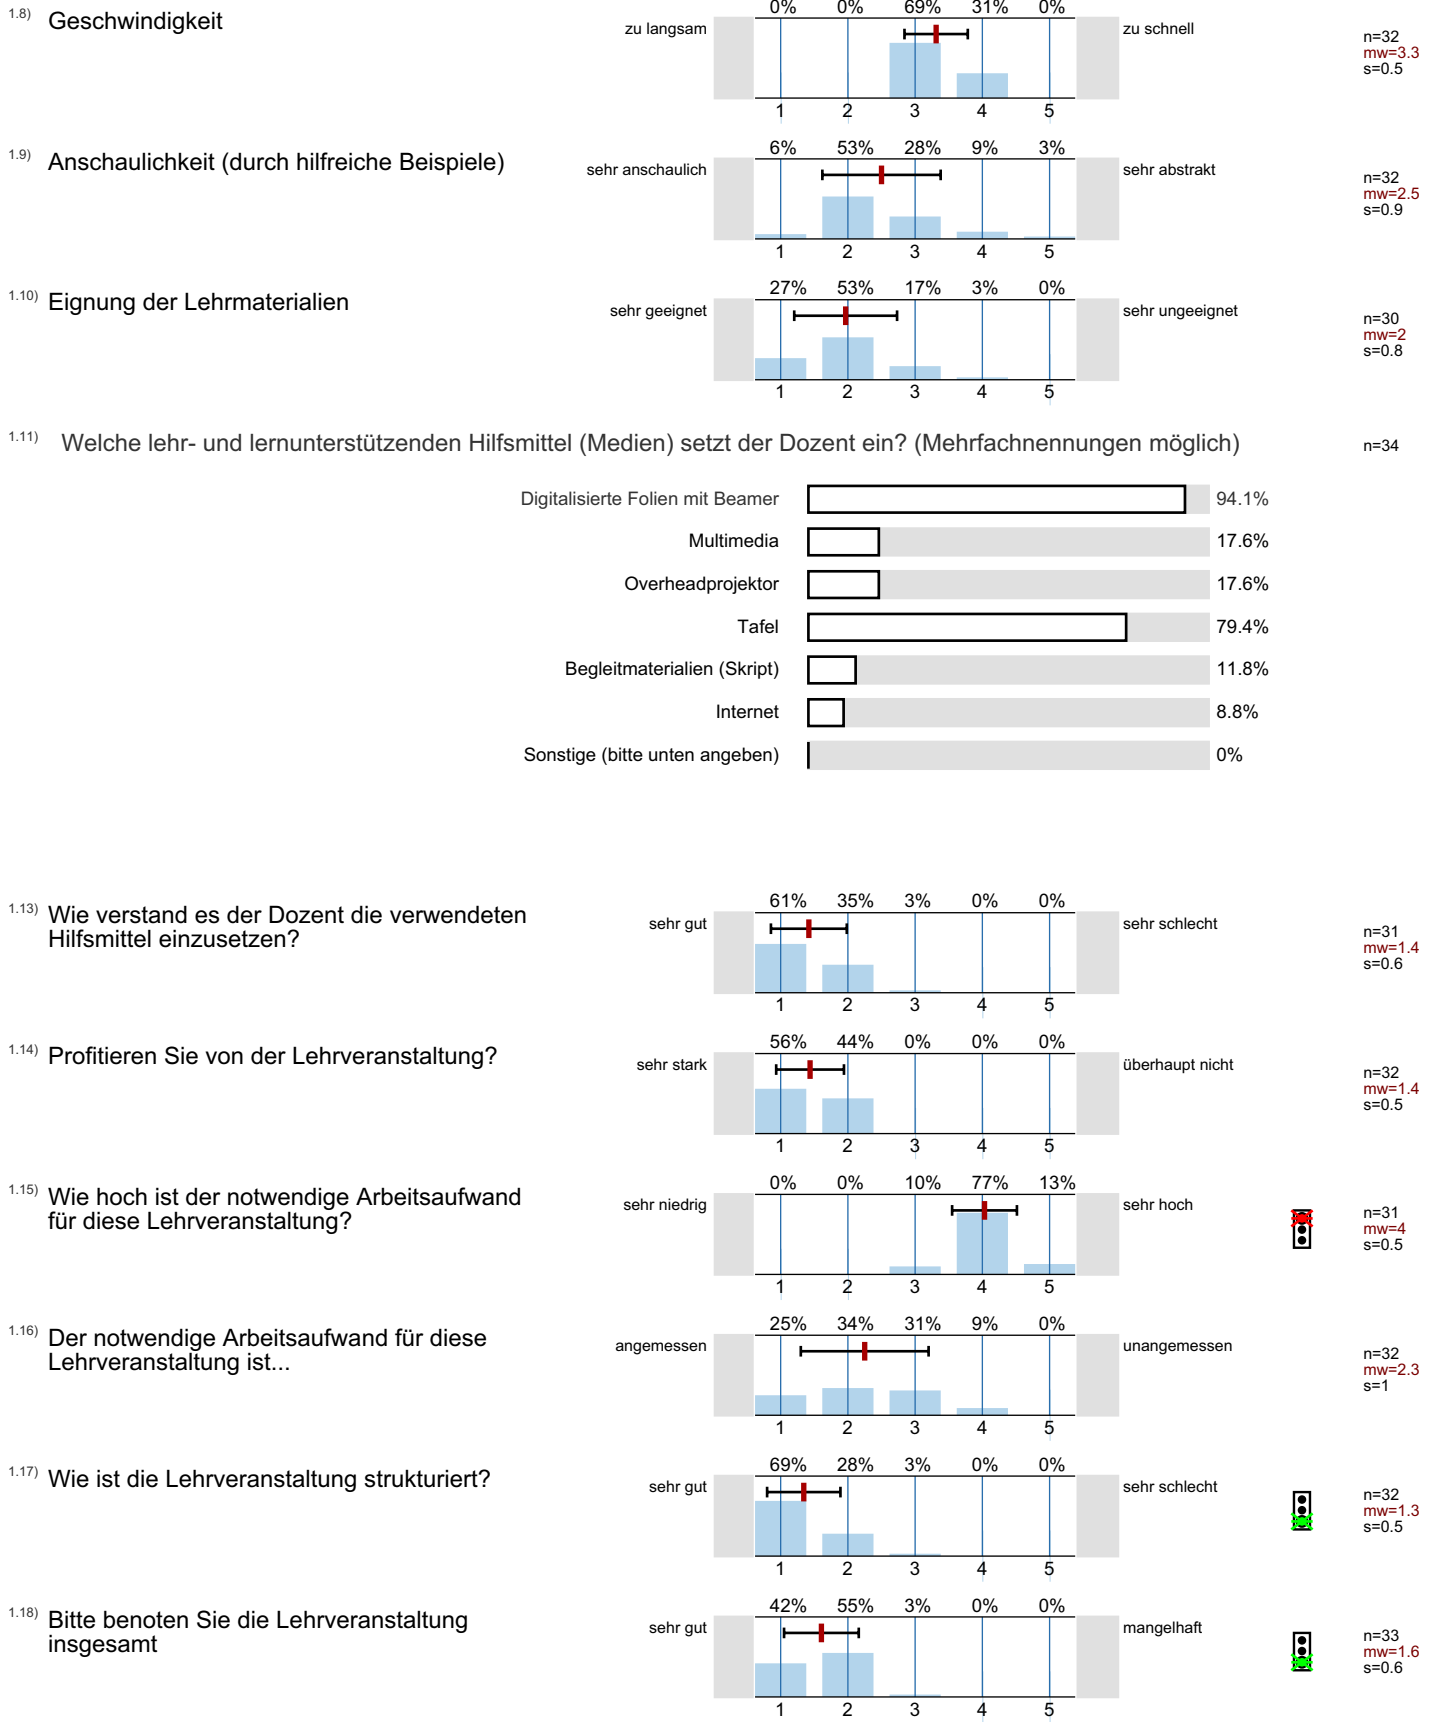 1.8) Geschwindigkeit
0% 0% 69% 31% 0%
zu langsam zu schnell
n=32
mw=3.3
s=0.5
1 2 3 4 5
1.9) Anschaulichkeit (durch hilfreiche Beispiele)
6% 53% 28% 9% 3%
sehr anschaulich sehr abstrakt
n=32
mw=2.5
s=0.9
1 2 3 4 5
1.10) Eignung der Lehrmaterialien
27% 53% 17% 3% 0%
sehr geeignet sehr ungeeignet
n=30
mw=2
s=0.8
1 2 3 4 5
1.11) Welche lehr- und lernunterstützenden Hilfsmittel (Medien) setzt der Dozent ein? (Mehrfachnennungen möglich) n=34
Digitalisierte Folien mit Beamer 94.1%
Multimedia 17.6%
Overheadprojektor 17.6%
Tafel 79.4%
Begleitmaterialien (Skript) 11.8%
Internet 8.8%
Sonstige (bitte unten angeben) 0%
1.13) Wie verstand es der Dozent die verwendeten
Hilfsmittel einzusetzen?
61% 35% 3% 0% 0%
sehr gut sehr schlecht
n=31
mw=1.4
s=0.6
1 2 3 4 5
1.14) Profitieren Sie von der Lehrveranstaltung?
56% 44% 0% 0% 0%
sehr stark überhaupt nicht
n=32
mw=1.4
s=0.5
1 2 3 4 5
1.15) Wie hoch ist der notwendige Arbeitsaufwand
für diese Lehrveranstaltung?
0% 0% 10% 77% 13%
sehr niedrig sehr hoch
n=31
mw=4
s=0.5
1 2 3 4 5
1.16) Der notwendige Arbeitsaufwand für diese
Lehrveranstaltung ist...
25% 34% 31% 9% 0%
angemessen unangemessen
n=32
mw=2.3
s=1
1 2 3 4 5
1.17) Wie ist die Lehrveranstaltung strukturiert?
69% 28% 3% 0% 0%
sehr gut sehr schlecht
n=32
mw=1.3
s=0.5
1 2 3 4 5
1.18) Bitte benoten Sie die Lehrveranstaltung
insgesamt
42% 55% 3% 0% 0%
sehr gut mangelhaft
n=33
mw=1.6
s=0.6
1 2 3 4 5